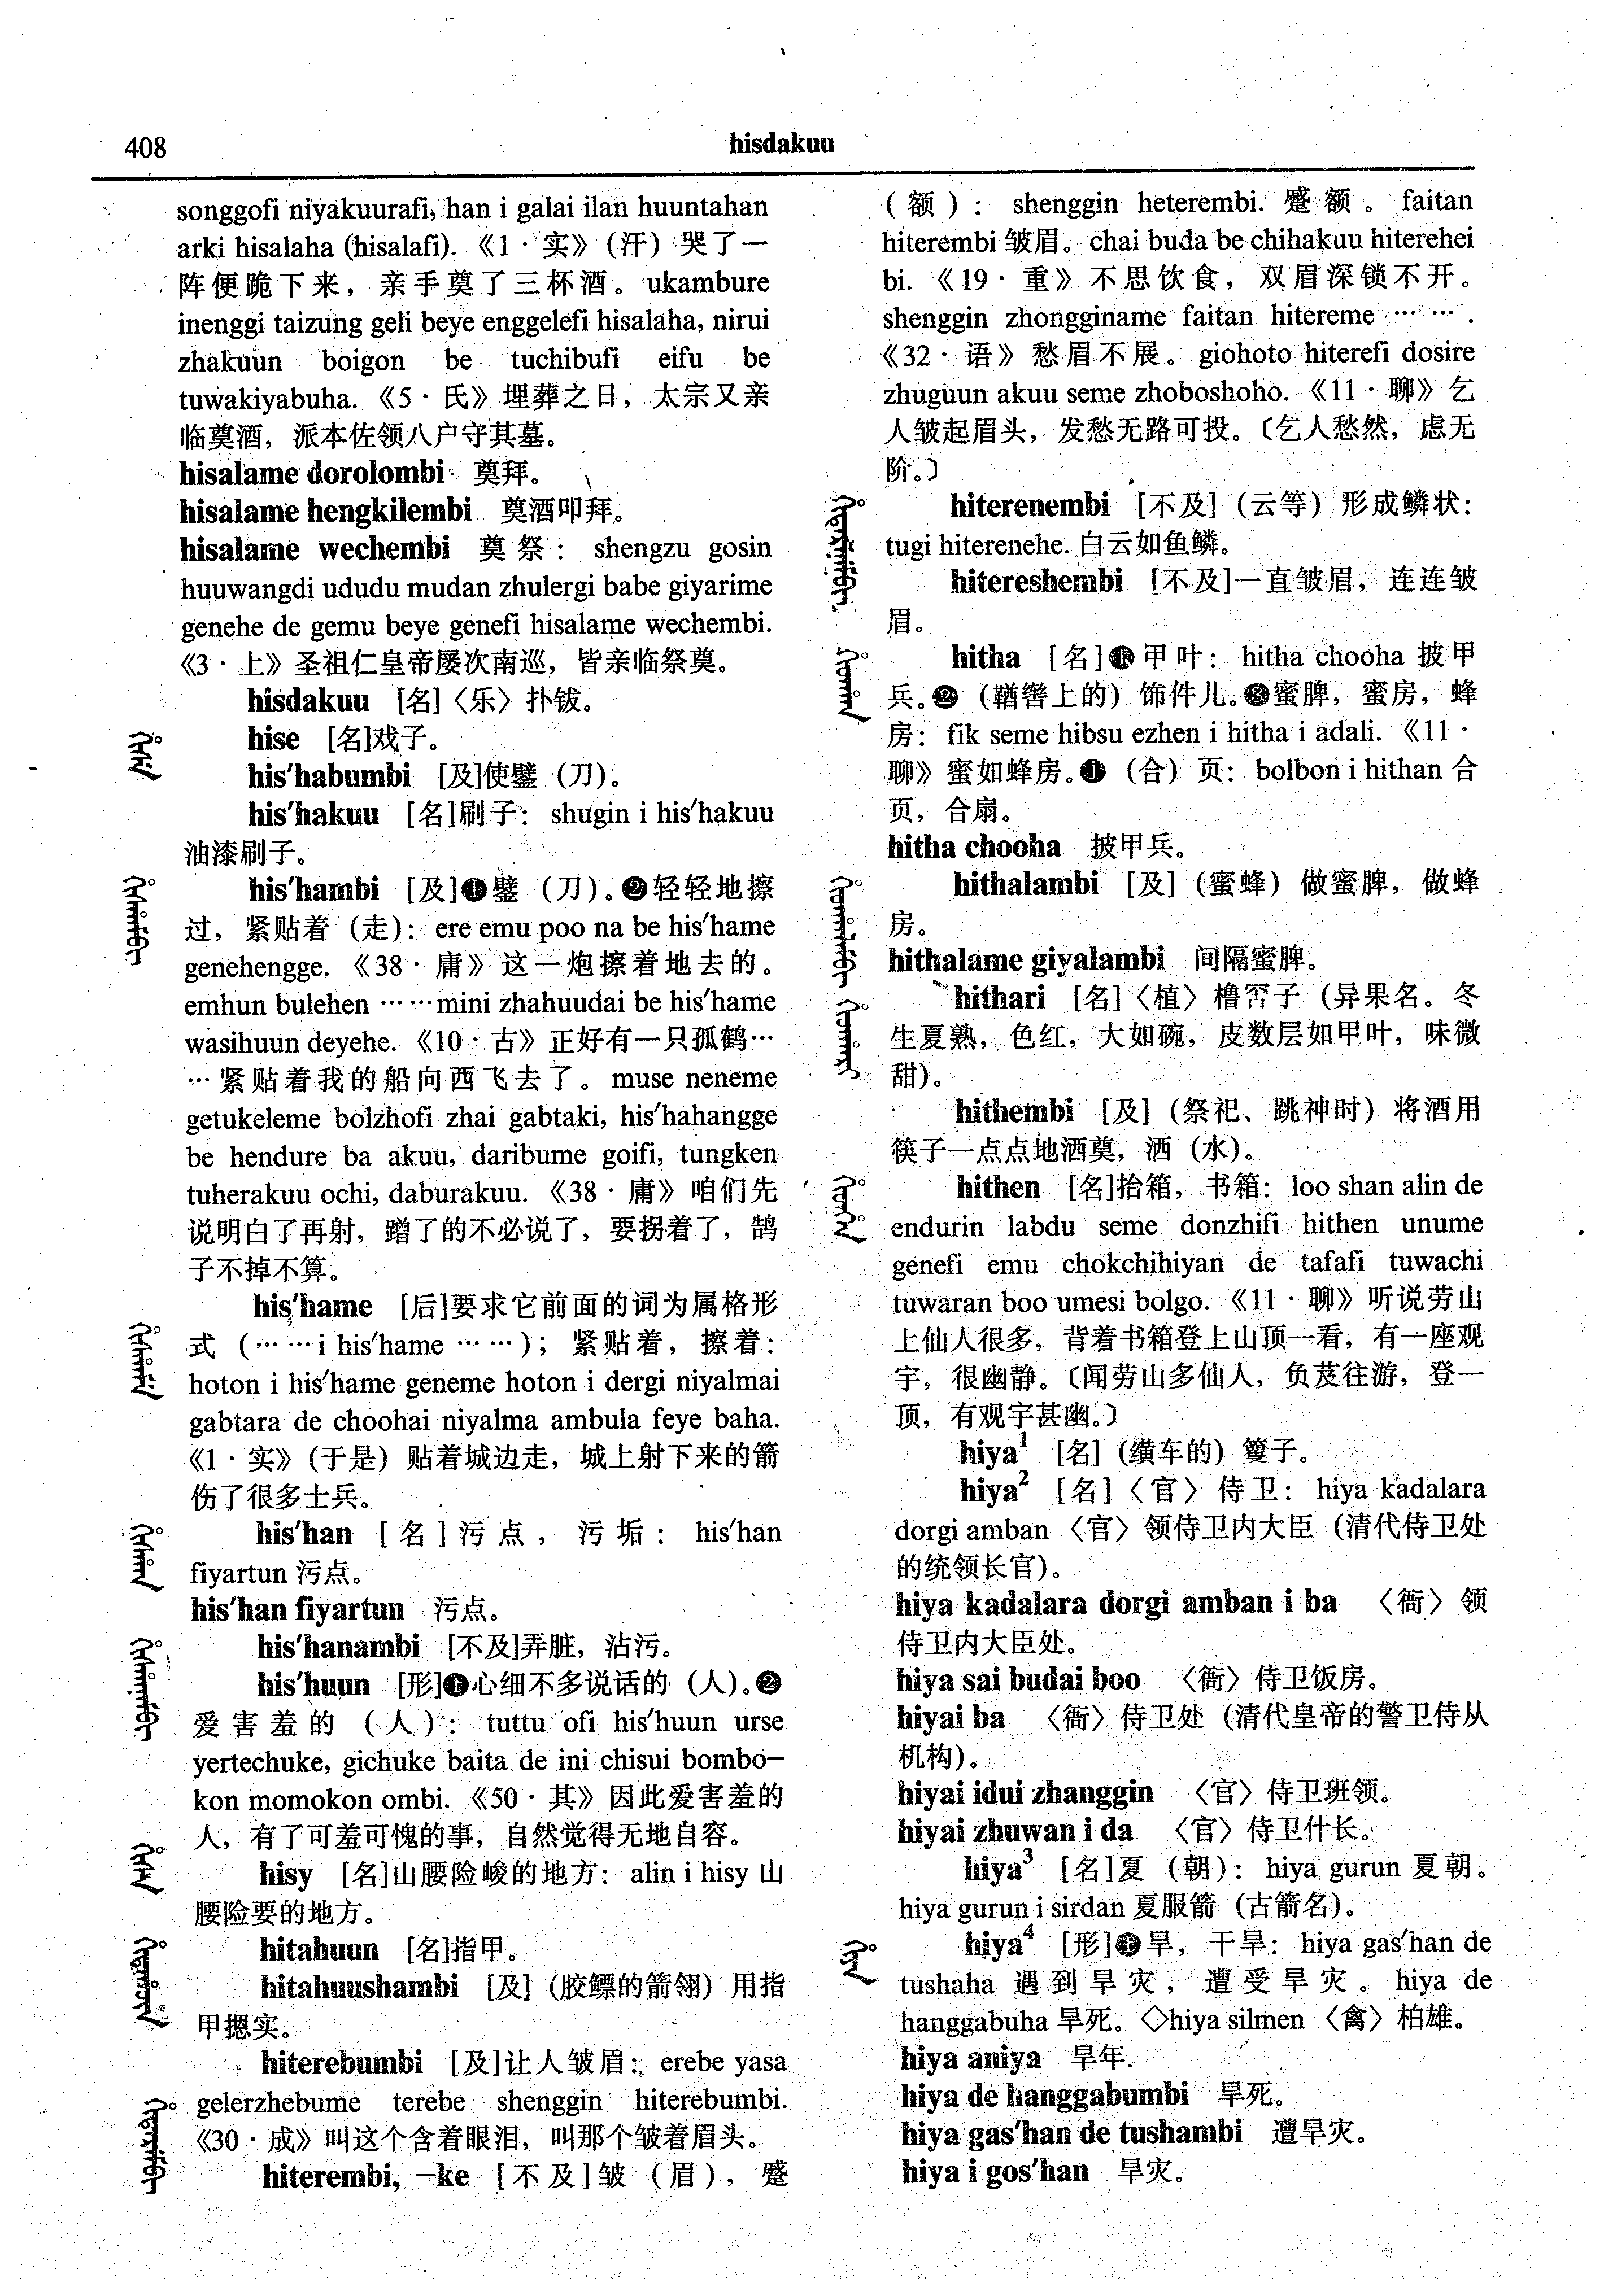 408
hisdakuu
songgofi niyakuurafi, han i galai ilan huuntahan
arki hisalaha (hisalafi). 《1 · 实》（汗）哭了一
阵便跪下来，亲手奠了三杯酒。ukambure
inenggi taizung geli beye enggelefi hisalaha, nirui
zhakuun boigon be tuchibufi eifu be
tuwakiyabuha. 《5 · 氏》埋葬之日，太宗又亲
临奠酒，派本佐领八户守其墓。
hisalame dorolombi 奠拜。
hisalame hengkilembi 奠酒叩拜。
hisalame wechembi 奠祭：shengzu gosin
huuwangdi ududu mudan zhulergi babe giyarime
genehe de gemu beye genefi hisalame wechembi.
《3 · 上》圣祖仁皇帝屡次南巡，皆亲临祭奠。
hisdakuu [名]〈乐〉扑钹。
hise [名]戏子。
his'habumbi [及]使鐾（刀）。
his'hakuu [名]刷子：shugin i his'hakuu
油漆刷子。
his'hambi [及]❶鐾（刀）。❷轻轻地擦
过，紧贴着（走）：ere emu poo na be his'hame
genehengge. 《38 · 庸》这一炮擦着地去的。
emhun bulehen ……mini zhahuudai be his'hame
wasihuun deyehe. 《10 · 古》正好有一只孤鹤…
…紧贴着我的船向西飞去了。muse neneme
getukeleme bolzhofi zhai gabtaki, his'hahangge
be hendure ba akuu, daribume goifi, tungken
tuherakuu ochi, daburakuu. 《38 · 庸》咱们先
说明白了再射，蹭了的不必说了，要拐着了，鹄
子不掉不算。
his'hame [后]要求它前面的词为属格形
式（……i his'hame ……）；紧贴着，擦着：
hoton i his'hame geneme hoton i dergi niyalmai
gabtara de choohai niyalma ambula feye baha.
《1 · 实》（于是）贴着城边走，城上射下来的箭
伤了很多士兵。
his'han [名]污点，污垢：his'han
fiyartun 污点。
his'han fiyartun 污点。
his'hanambi [不及]弄脏，沾污。
his'huun [形]❶心细不多说话的（人）。❷
爱害羞的（人）：tuttu ofi his'huun urse
yertechuke, gichuke baita de ini chisui bombo–
kon momokon ombi. 《50 · 其》因此爱害羞的
人，有了可羞可愧的事，自然觉得无地自容。
hisy [名]山腰险峻的地方：alin i hisy 山
腰险要的地方。
hitahuun [名]指甲。
hitahuushambi [及]（胶鳔的箭翎）用指
甲摁实。
hiterebumbi [及]让人皱眉：erebe yasa
gelerzhebume terebe shenggin hiterebumbi.
《30 · 成》叫这个含着眼泪，叫那个皱着眉头。
hiterembi, –ke [不及]皱（眉），蹙
（额）：shenggin heterembi. 蹙额。faitan
hiterembi 皱眉。chai buda be chihakuu hiterehei
bi. 《19 · 重》不思饮食，双眉深锁不开。
shenggin zhongginame faitan hitereme …… .
《32 · 语》愁眉不展。giohoto hiterefi dosire
zhuguun akuu seme zhoboshoho. 《11 · 聊》乞
人皱起眉头，发愁无路可投。〔乞人愁然，虑无
阶。〕
hiterenembi [不及]（云等）形成鳞状：
tugi hiterenehe. 白云如鱼鳞。
hitereshembi [不及]一直皱眉，连连皱
眉。
hitha [名]❶甲叶：hitha chooha 披甲
兵。❷（鞧辔上的）饰件儿。❸蜜脾，蜜房，蜂
房：fik seme hibsu ezhen i hitha i adali. 《11 ·
聊》蜜如蜂房。❶（合）页：bolbon i hithan 合
页，合扇。
hitha chooha 披甲兵。
hithalambi [及]（蜜蜂）做蜜脾，做蜂
房。
hithalame giyalambi 间隔蜜脾。
hithari [名]〈植〉橹罟子（异果名。冬
生夏熟，色红，大如碗，皮数层如甲叶，味微
甜）。
hithembi [及]（祭祀、跳神时）将酒用
筷子一点点地洒奠，洒（水）。
hithen [名]抬箱，书箱：loo shan alin de
endurin labdu seme donzhifi hithen unume
genefi emu chokchihiyan de tafafi tuwachi
tuwaran boo umesi bolgo. 《11 · 聊》听说劳山
上仙人很多，背着书箱登上山顶一看，有一座观
宇，很幽静。〔闻劳山多仙人，负芨往游，登一
顶，有观宇甚幽。〕
hiya¹ [名]（纺车的）籰子。
hiya² [名]〈官〉侍卫：hiya kadalara
dorgi amban〈官〉领侍卫内大臣（清代侍卫处
的统领长官）。
hiya kadalara dorgi amban i ba 〈衙〉领
侍卫内大臣处。
hiya sai budai boo 〈衙〉侍卫饭房。
hiyai ba 〈衙〉侍卫处（清代皇帝的警卫侍从
机构）。
hiyai idui zhanggin 〈官〉侍卫班领。
hiyai zhuwan i da 〈官〉侍卫什长。
hiya³ [名]夏（朝）：hiya gurun 夏朝。
hiya gurun i sirdan 夏服箭（古箭名）。
hiya⁴ [形]❶旱，干旱：hiya gas'han de
tushaha 遇到旱灾，遭受旱灾。hiya de
hanggabuha 旱死。◇hiya silmen〈禽〉柏雄。
hiya aniya 旱年.
hiya de hanggabumbi 旱死。
hiya gas'han de tushambi 遭旱灾。
hiya i gos'han 旱灾。